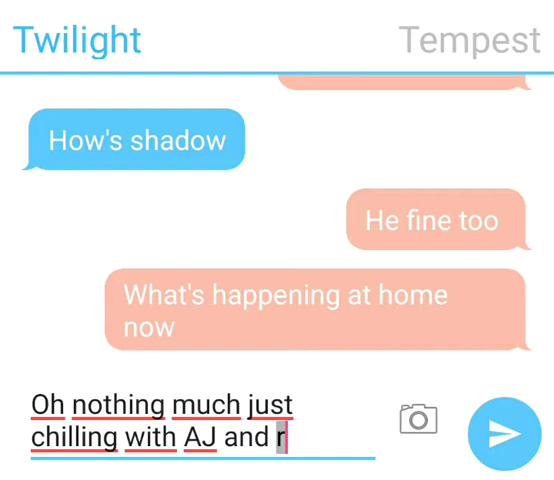 Twilight
Tempest
How's shadow
He fine too
What's happening at home
now
Oh nothing much just
chilling with AJ and r